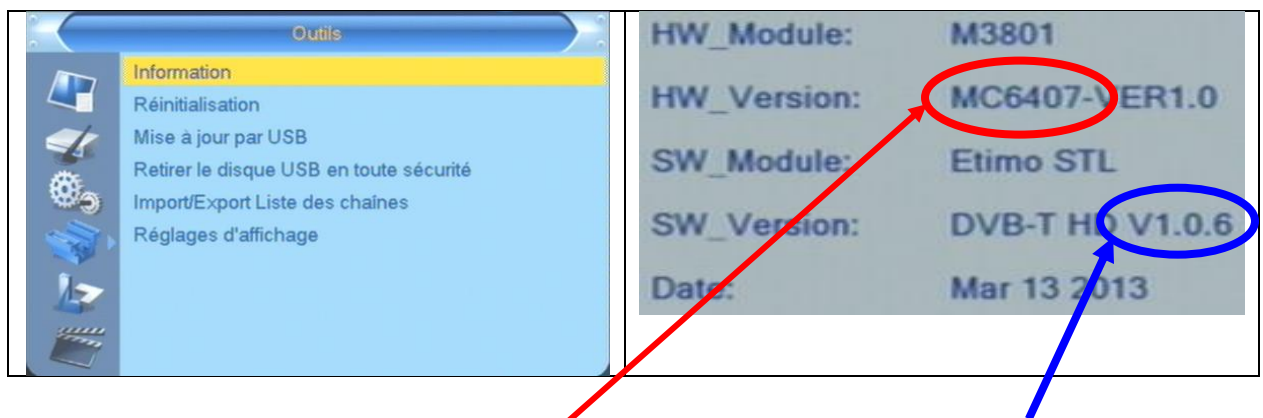 Outils
Information
Réinitialisation
Mise à jour par USB
Retirer le disque USB en toute sécurité
Import/Export Liste des chaînes
Réglages d'affichage
HW_Module: M3801
HW_Version: MC6407-VER1.0
SW_Module: Etimo STL
SW_Version: DVB-T HD V1.0.6
Date: Mar 13 2013